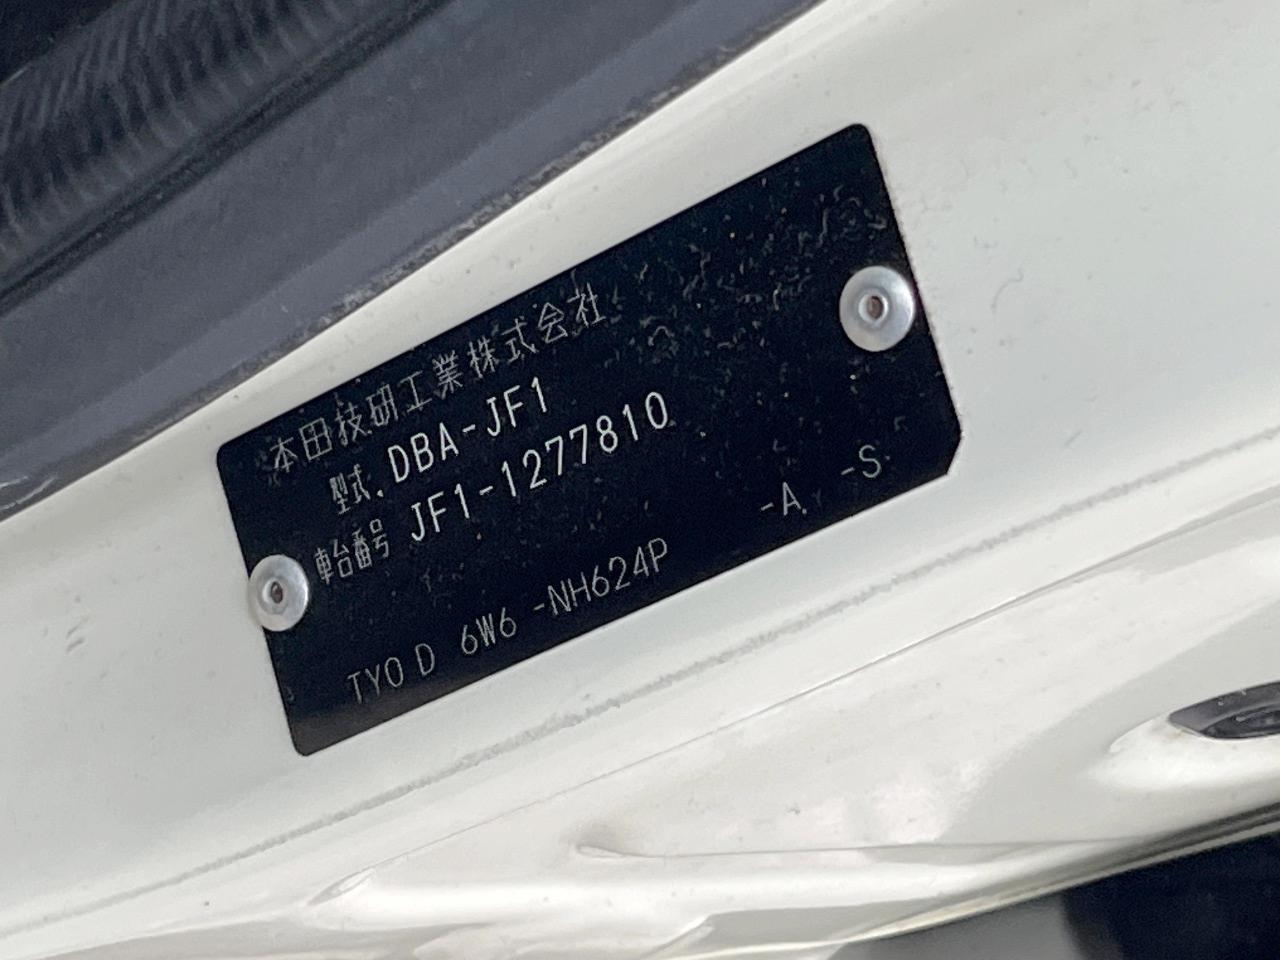 本田技研工業株式会社
型式. DBA-JF1
車台番号 JF1-1277810
-A. -S
TYO D 6W6 -NH624P